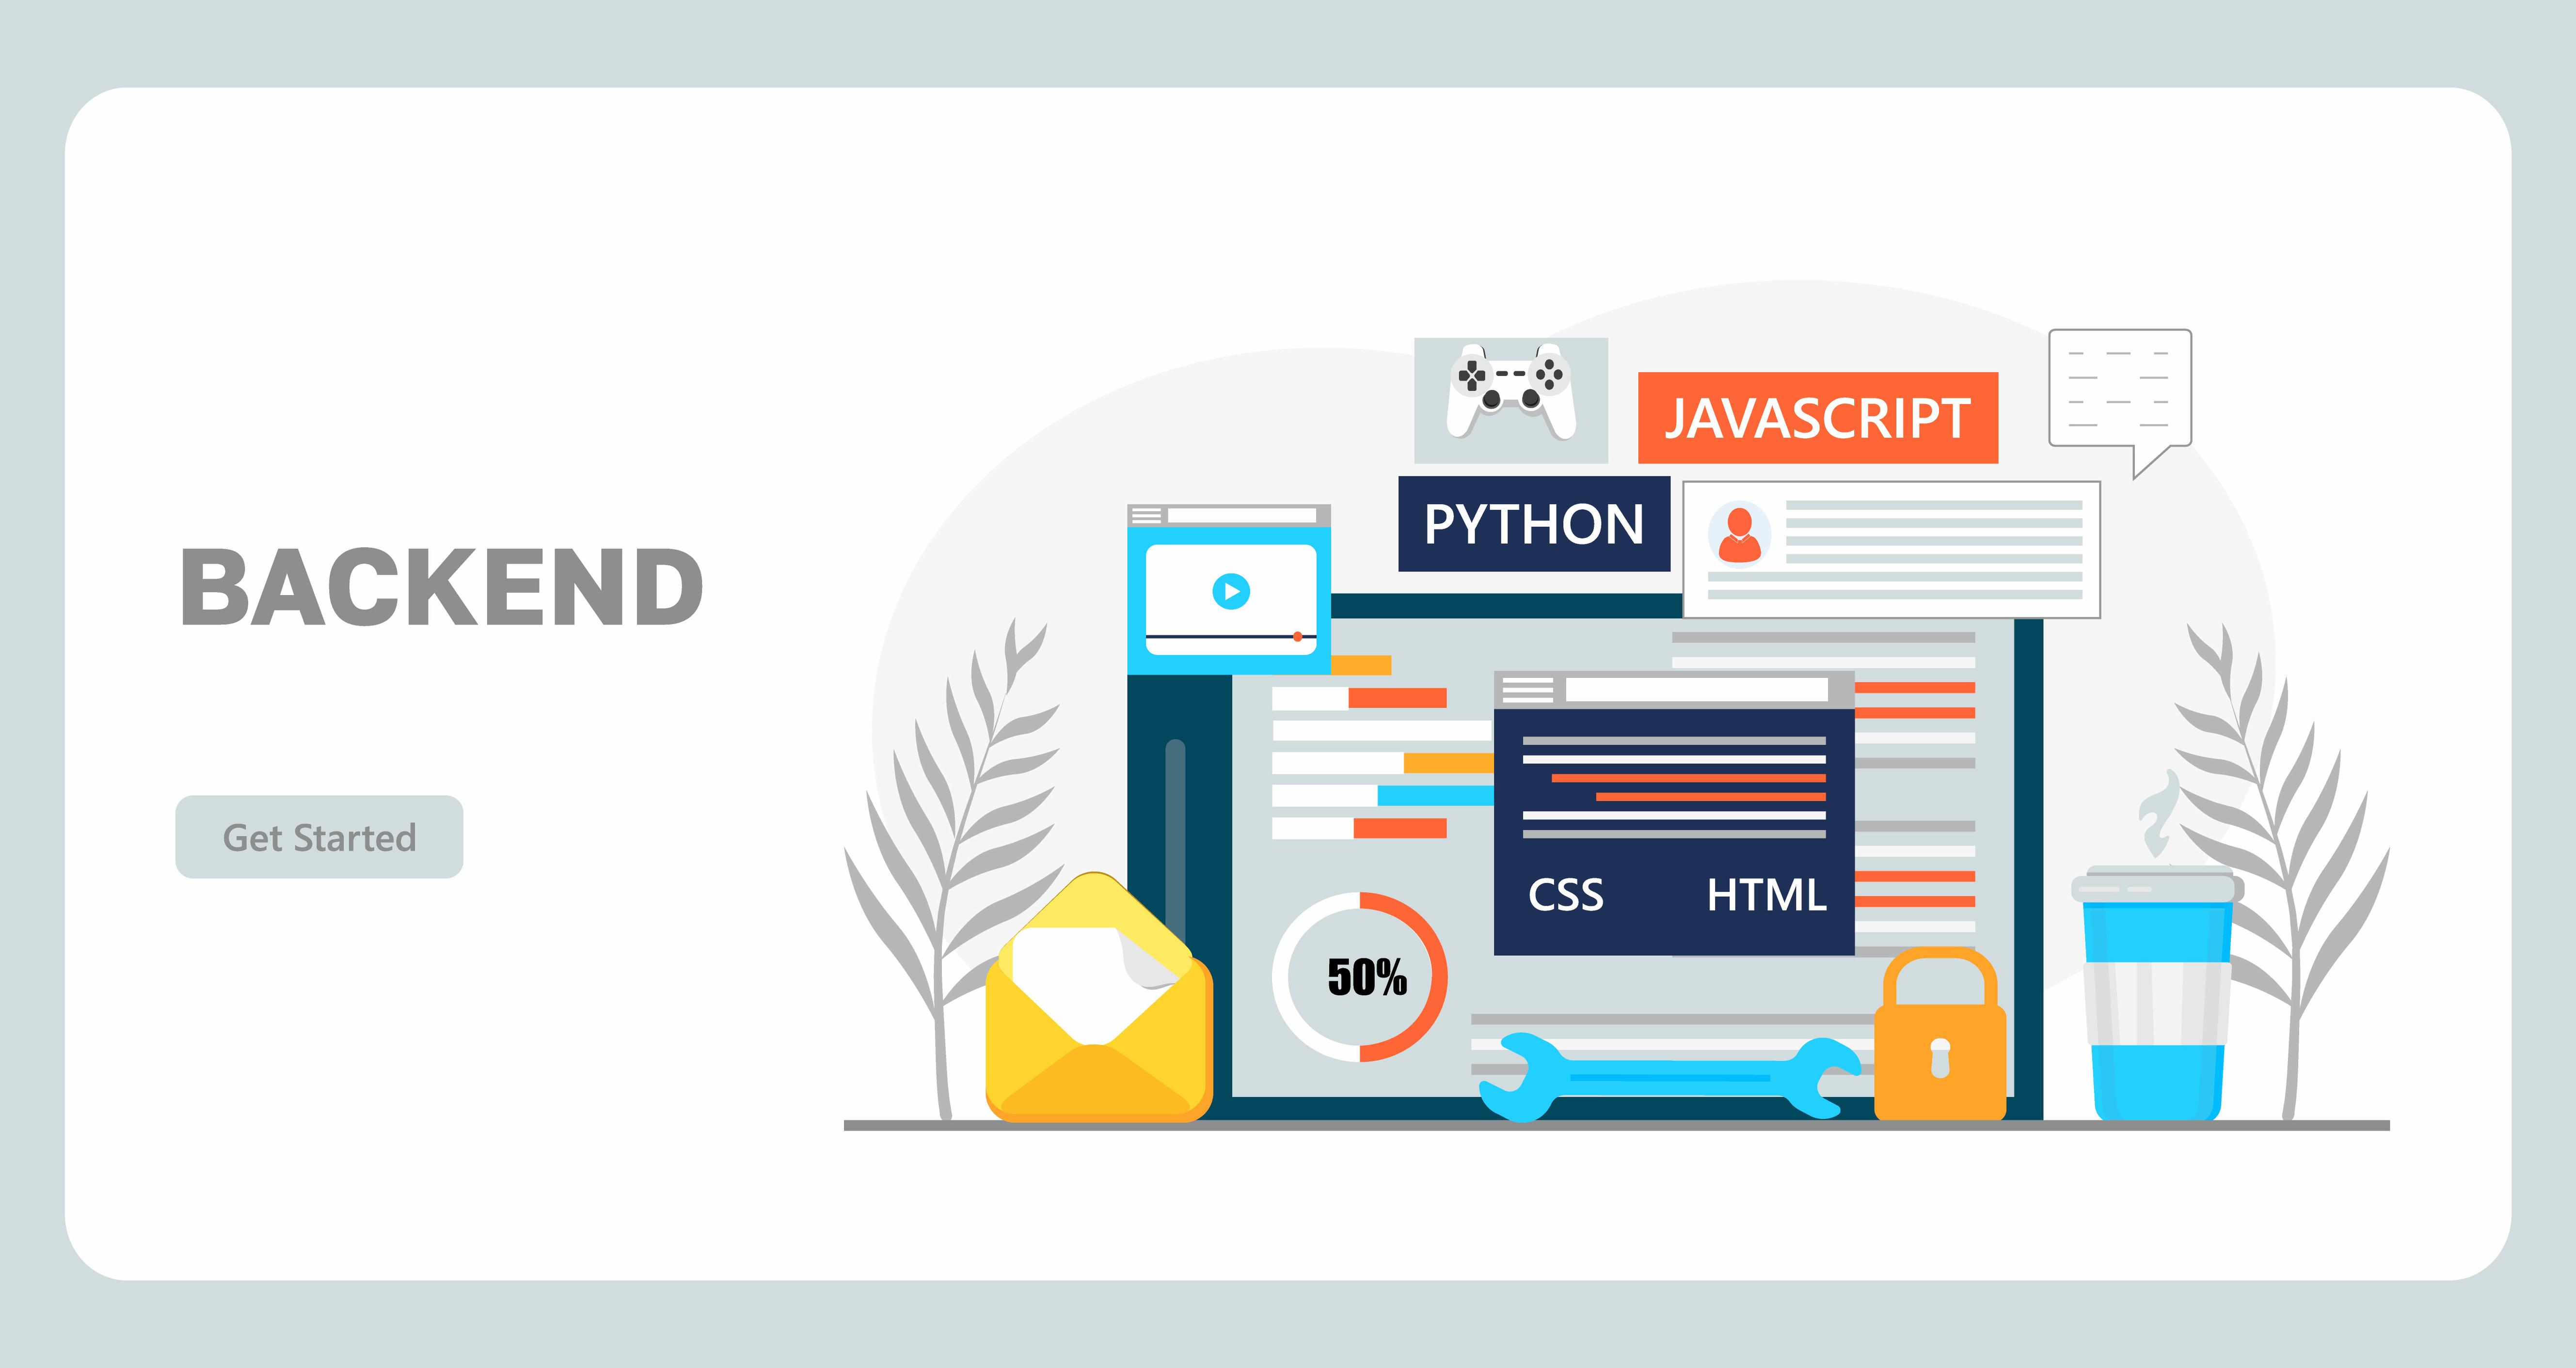 BACKEND
Get Started
JAVASCRIPT
PYTHON
CSS HTML
50%